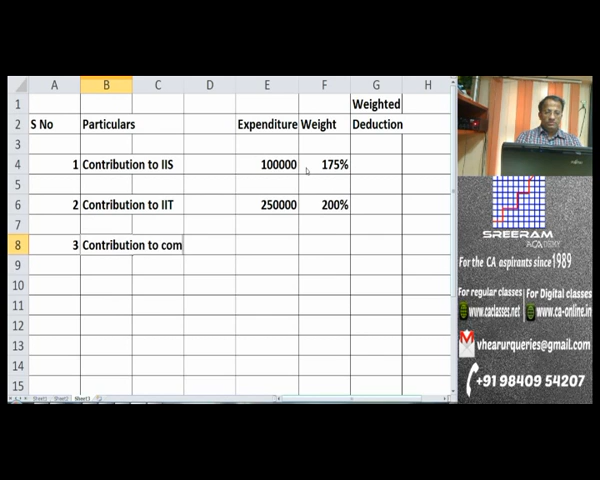 A B C D E F G H
1 Weighted
2 S No Particulars Expenditure Weight Deduction
3
4 1 Contribution to IIS 100000 175%
5
6 2 Contribution to IIT 250000 200%
7
8 3 Contribution to com
9
10
11
12
13
14
15
SREERAM
ACADEMY
For the CA aspirants since 1989
For regular classes For Digital classes
www.caclasses.net www.ca-online.in
vhearurqueries@gmail.com
+91 98409 54207
Sheet1 Sheet2 Sheet3